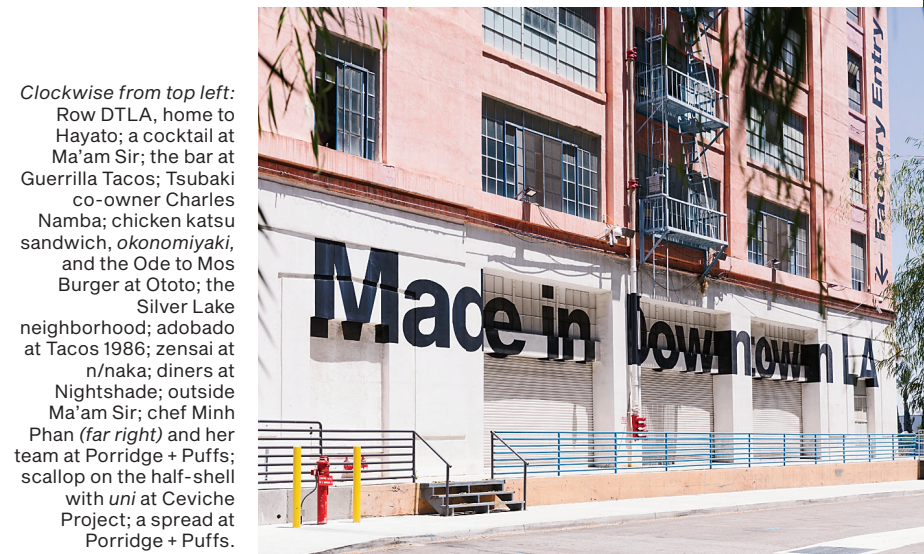 Clockwise from top left:
Row DTLA, home to
Hayato; a cocktail at
Ma’am Sir; the bar at
Guerrilla Tacos; Tsubaki
co-owner Charles
Namba; chicken katsu
sandwich, okonomiyaki,
and the Ode to Mos
Burger at Ototo; the
Silver Lake
neighborhood; adobado
at Tacos 1986; zensai at
n/naka; diners at
Nightshade; outside
Ma’am Sir; chef Minh
Phan (far right) and her
team at Porridge + Puffs;
scallop on the half-shell
with uni at Ceviche
Project; a spread at
Porridge + Puffs.
Made in Downtown LA
← Factory Entry